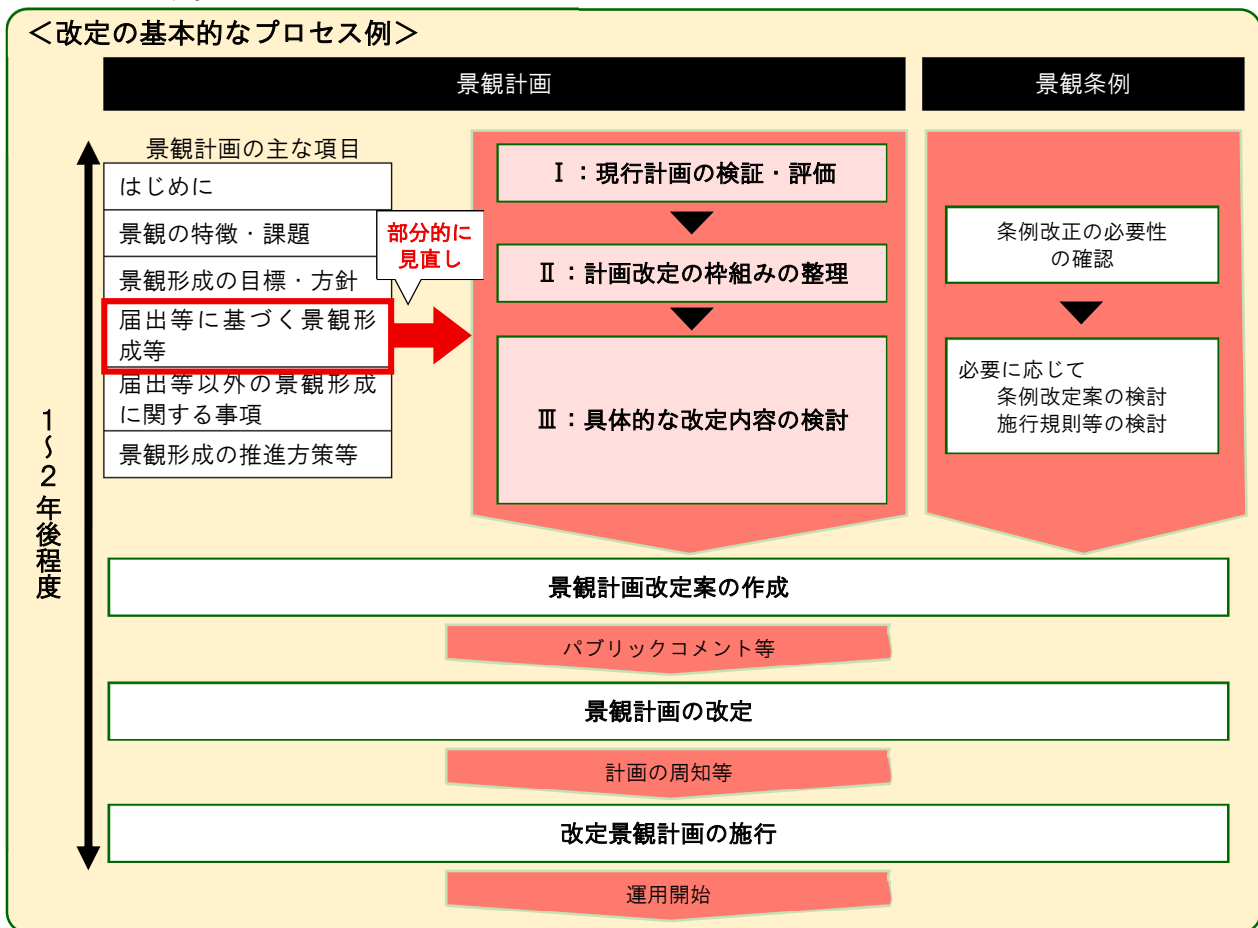 ＜改定の基本的なプロセス例＞
景観計画
景観条例
景観計画の主な項目
はじめに
景観の特徴・課題
景観形成の目標・方針
届出等に基づく景観形
成等
届出等以外の景観形成
に関する事項
景観形成の推進方策等
部分的に
見直し
Ⅰ：現行計画の検証・評価
Ⅱ：計画改定の枠組みの整理
Ⅲ：具体的な改定内容の検討
条例改正の必要性
の確認
必要に応じて
条例改定案の検討
施行規則等の検討
1～2年後程度
景観計画改定案の作成
パブリックコメント等
景観計画の改定
計画の周知等
改定景観計画の施行
運用開始